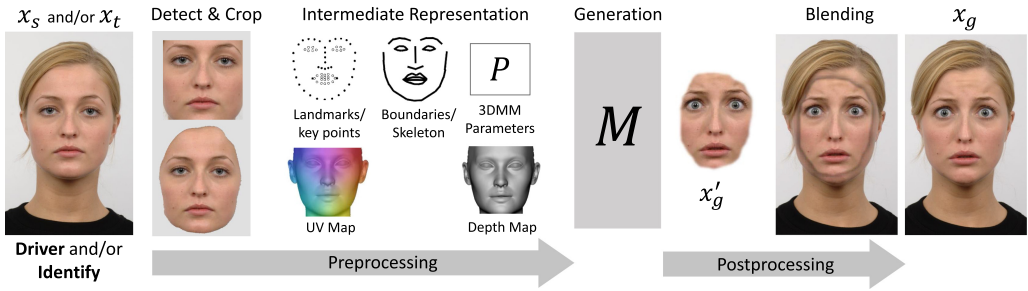 x_s and/or x_t
Detect & Crop
Intermediate Representation
Generation
Blending
x_g
Landmarks/
key points
Boundaries/
Skeleton
P
3DMM
Parameters
M
UV Map
Depth Map
x'_g
Driver and/or
Identify
Preprocessing
Postprocessing